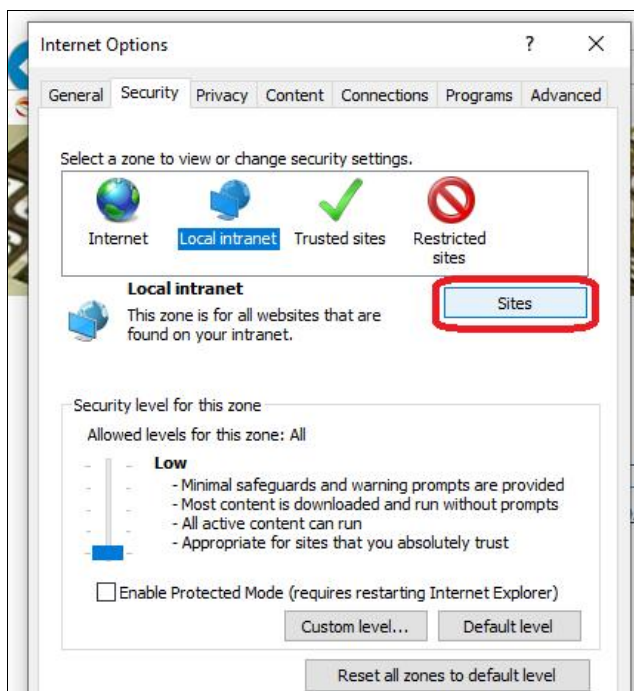 Internet Options
?
General Security Privacy Content Connections Programs Advanced
Select a zone to view or change security settings.
Internet Local intranet Trusted sites Restricted
sites
Local intranet
Sites
This zone is for all websites that are
found on your intranet.
Security level for this zone
Allowed levels for this zone: All
Low
- Minimal safeguards and warning prompts are provided
- Most content is downloaded and run without prompts
- All active content can run
- Appropriate for sites that you absolutely trust
Enable Protected Mode (requires restarting Internet Explorer)
Custom level... Default level
Reset all zones to default level